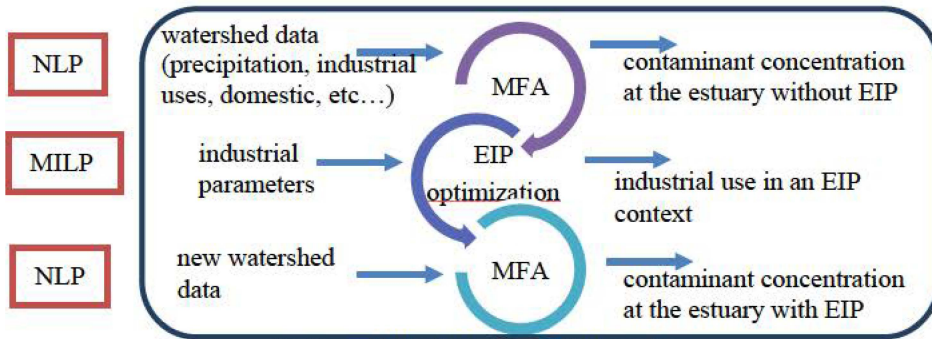 NLP
watershed data
(precipitation, industrial
uses, domestic, etc…)
MFA
contaminant concentration
at the estuary without EIP
MILP
industrial
parameters
EIP
optimization
industrial use in an EIP
context
NLP
new watershed
data
MFA
contaminant concentration
at the estuary with EIP